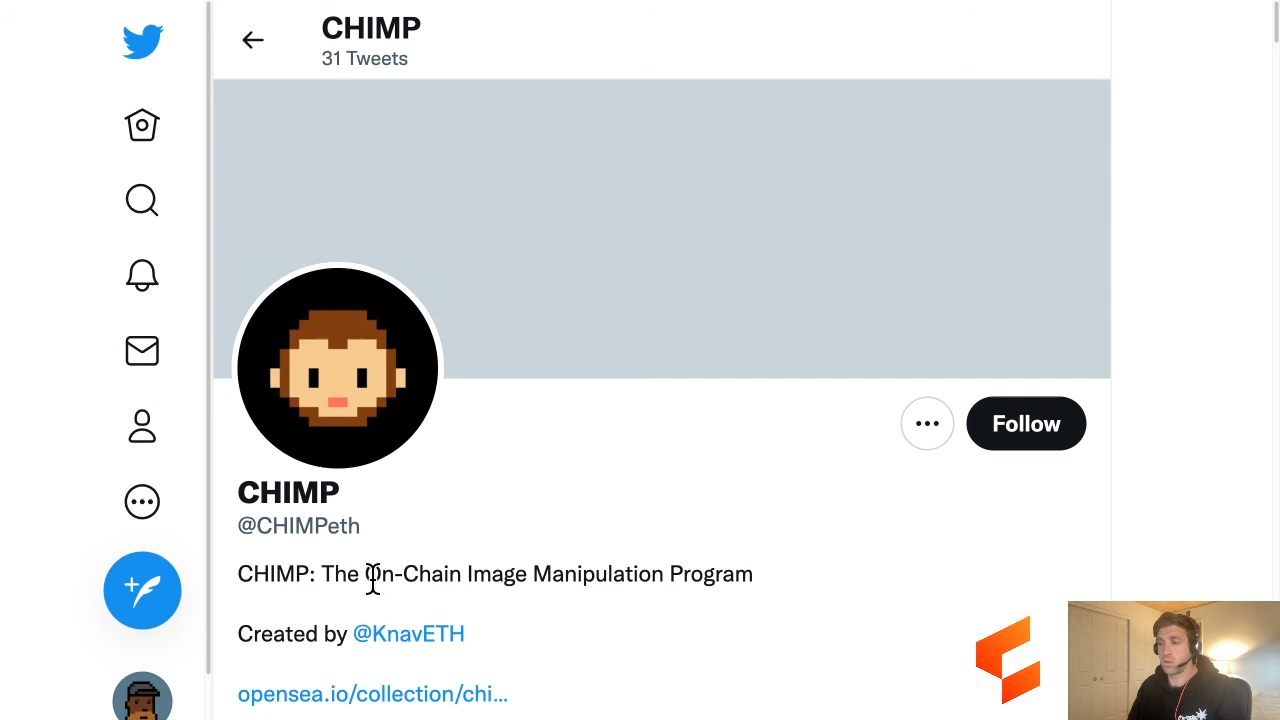 CHIMP
31 Tweets
Follow
CHIMP
@CHIMPeth
CHIMP: The On-Chain Image Manipulation Program
Created by @KnavETH
opensea.io/collection/chi...